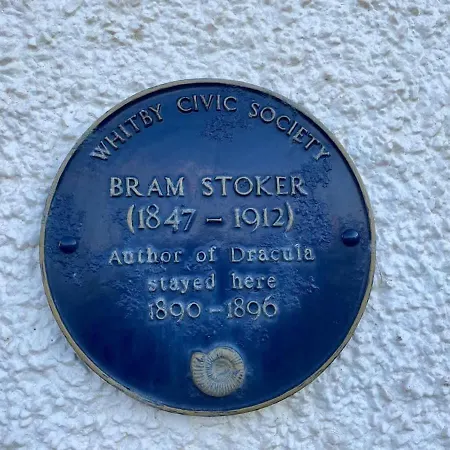 WHITBY CIVIC SOCIETY
BRAM STOKER
(1847 – 1912)
Author of Dracula
stayed here
1890 – 1896